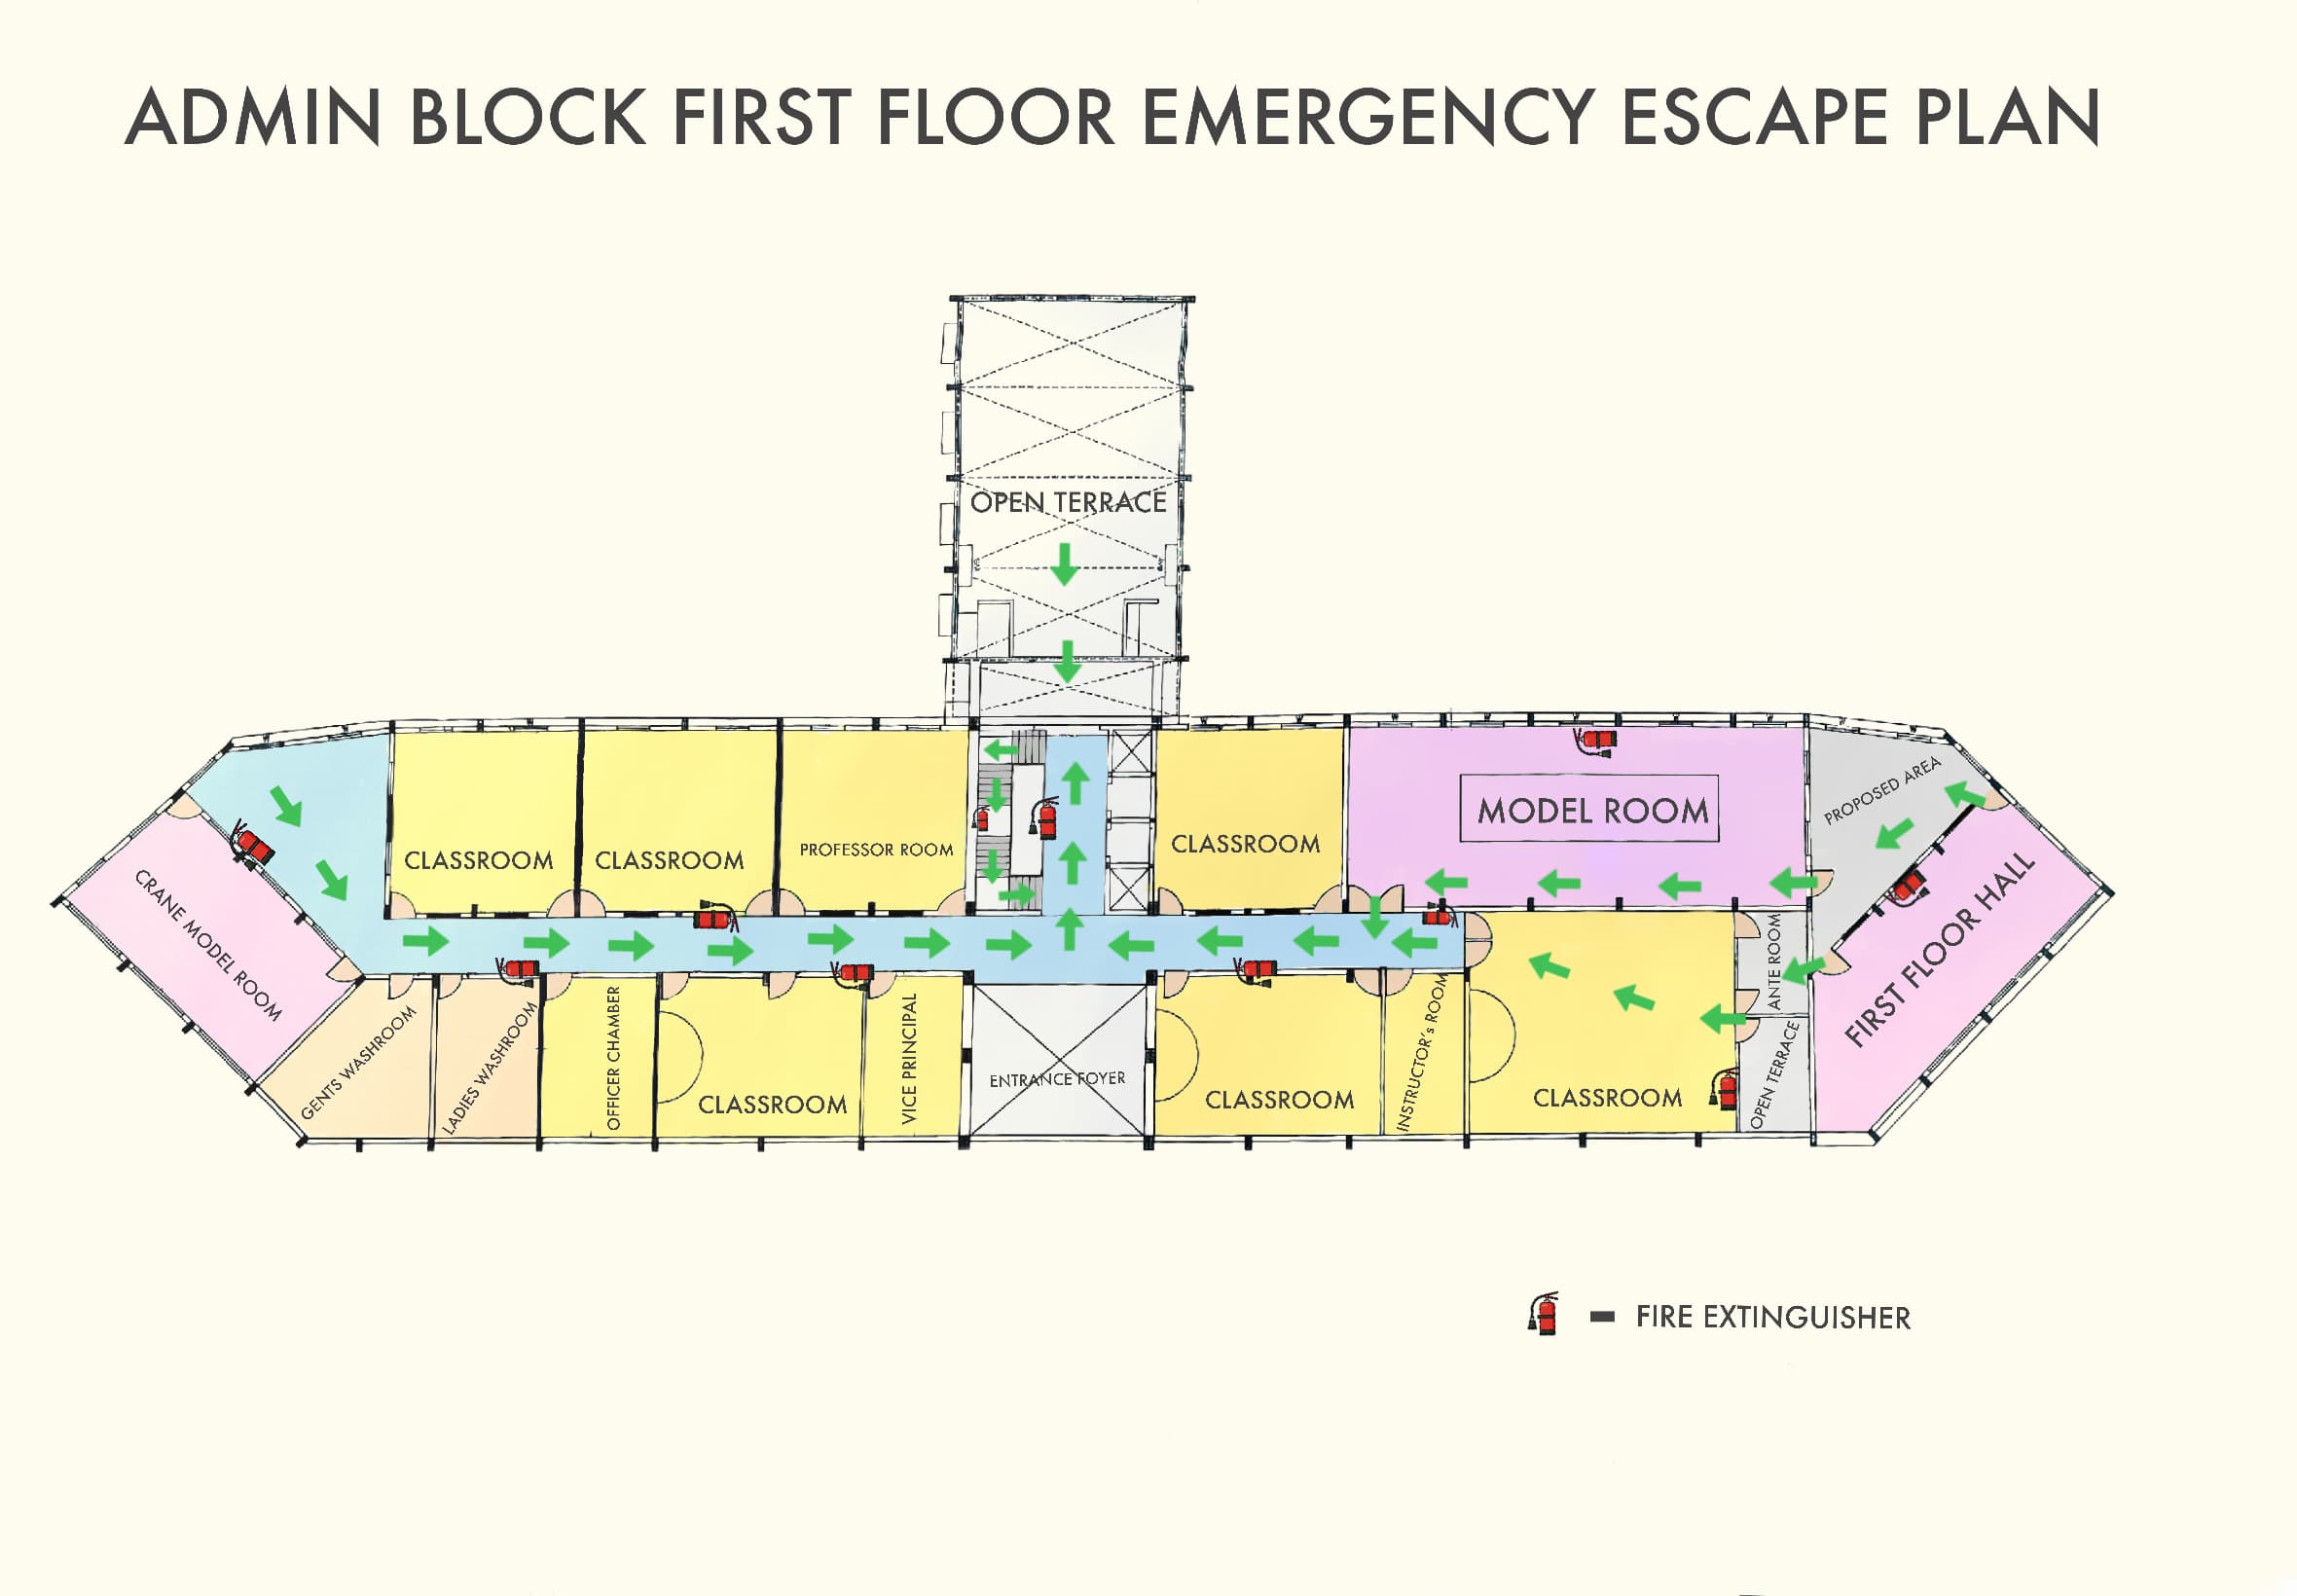 ADMIN BLOCK FIRST FLOOR EMERGENCY ESCAPE PLAN
OPEN TERRACE
PROPOSED AREA
MODEL ROOM
CLASSROOM
PROFESSOR ROOM
CLASSROOM
CLASSROOM
CRANE MODEL ROOM
ANTE ROOM
FIRST FLOOR HALL
GENTS WASHROOM
LADIES WASHROOM
OFFICER CHAMBER
CLASSROOM
VICE PRINCIPAL
ENTRANCE FOYER
CLASSROOM
INSTRUCTOR's ROOM
CLASSROOM
OPEN TERRACE
FIRE EXTINGUISHER